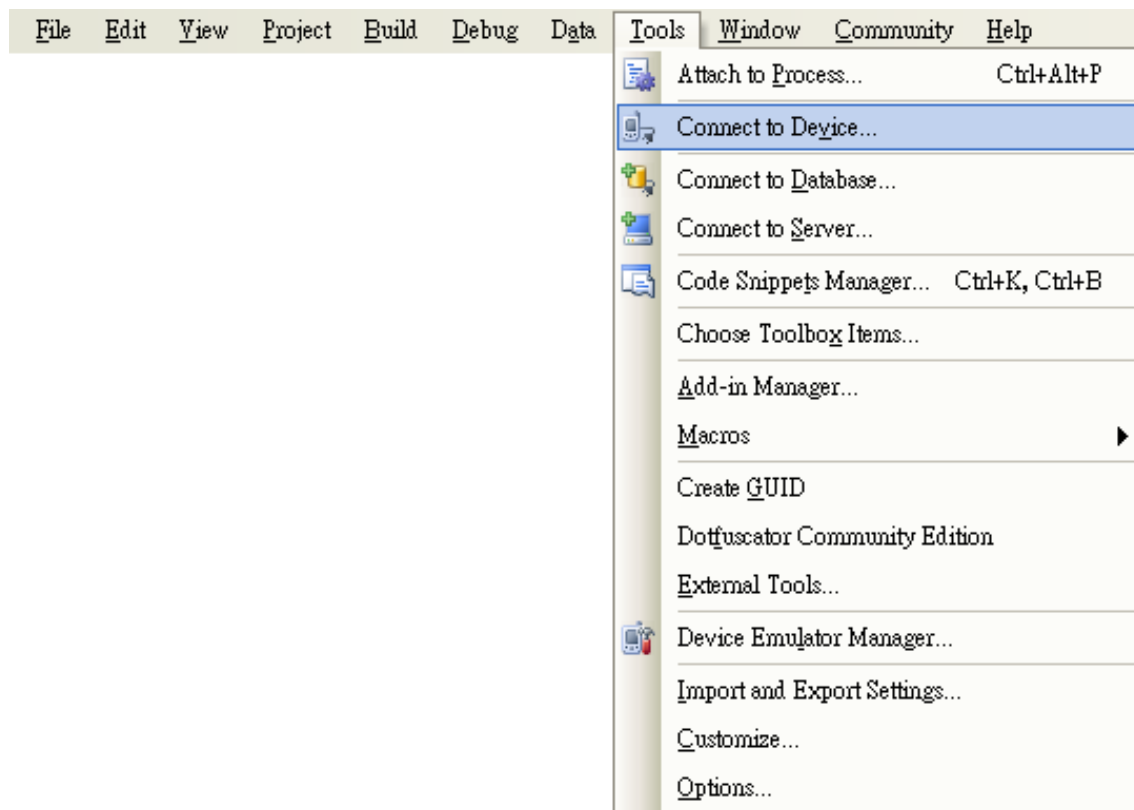 File Edit View Project Build Debug Data Tools Window Community Help
Attach to Process... Ctrl+Alt+P
Connect to Device...
Connect to Database...
Connect to Server...
Code Snippets Manager... Ctrl+K, Ctrl+B
Choose Toolbox Items...
Add-in Manager...
Macros
Create GUID
Dotfuscator Community Edition
External Tools...
Device Emulator Manager...
Import and Export Settings...
Customize...
Options...